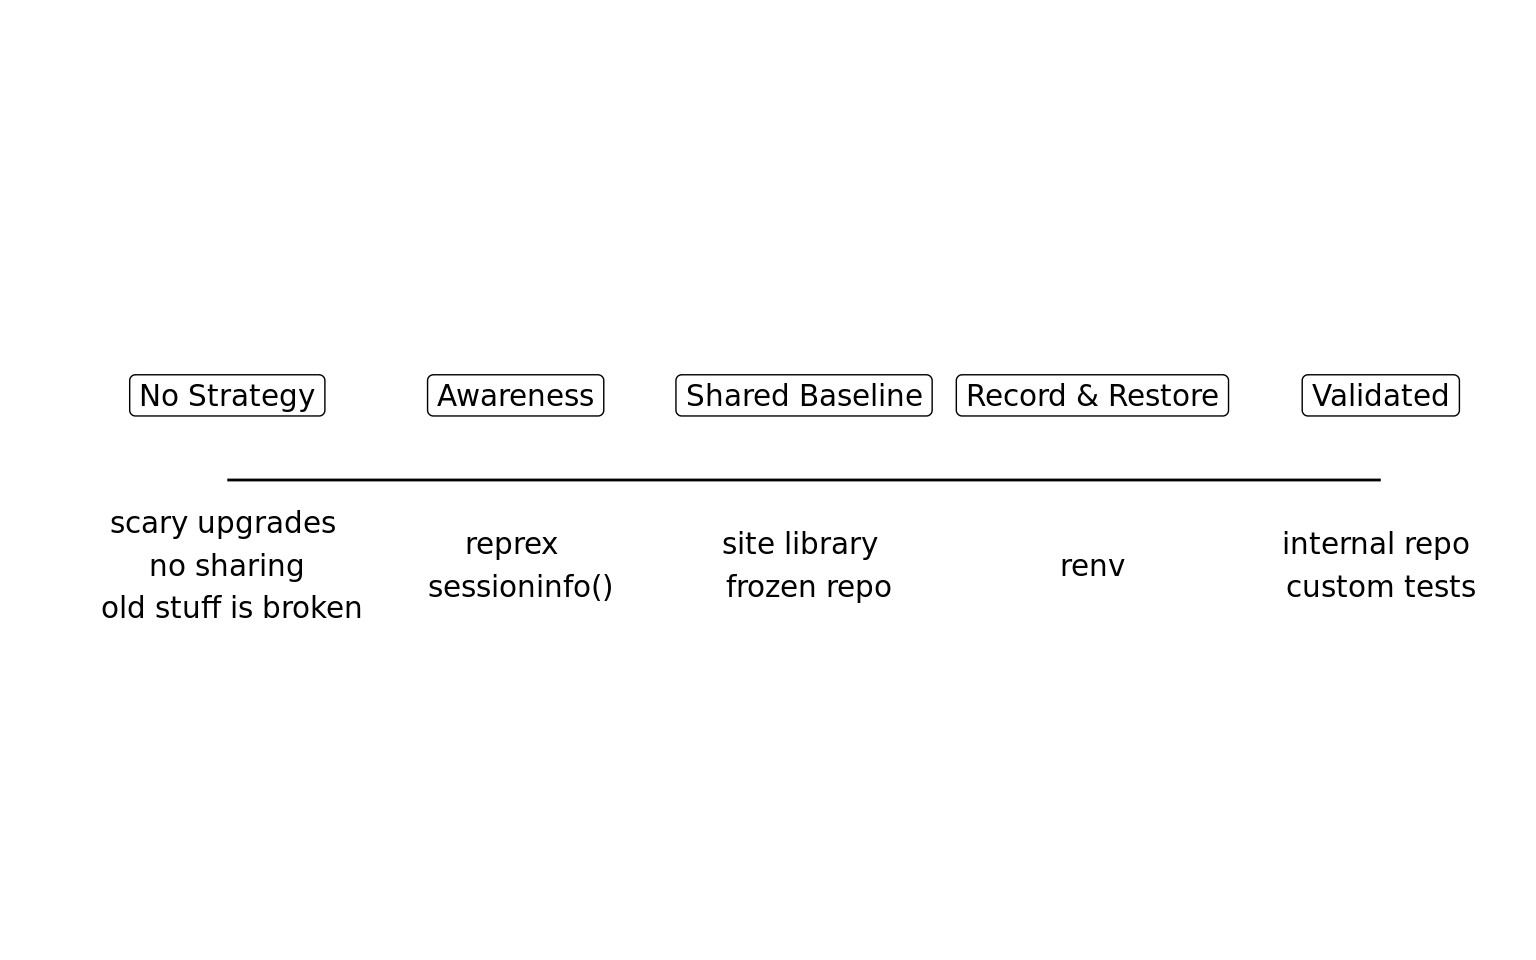 No Strategy
Awareness
Shared Baseline
Record & Restore
Validated
scary upgrades
no sharing
old stuff is broken
reprex
sessioninfo()
site library
frozen repo
renv
internal repo
custom tests